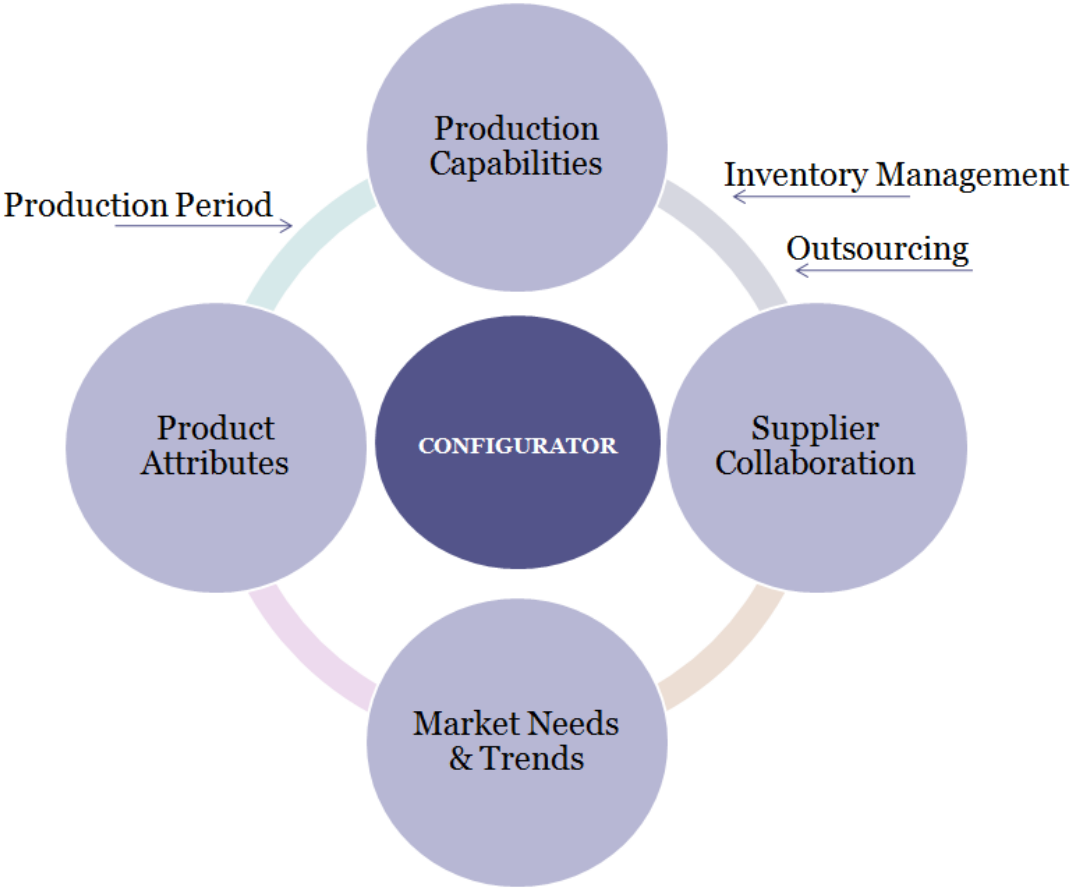 Production
Capabilities
Inventory Management
Production Period
Outsourcing
Product
Attributes
CONFIGURATOR
Supplier
Collaboration
Market Needs
& Trends